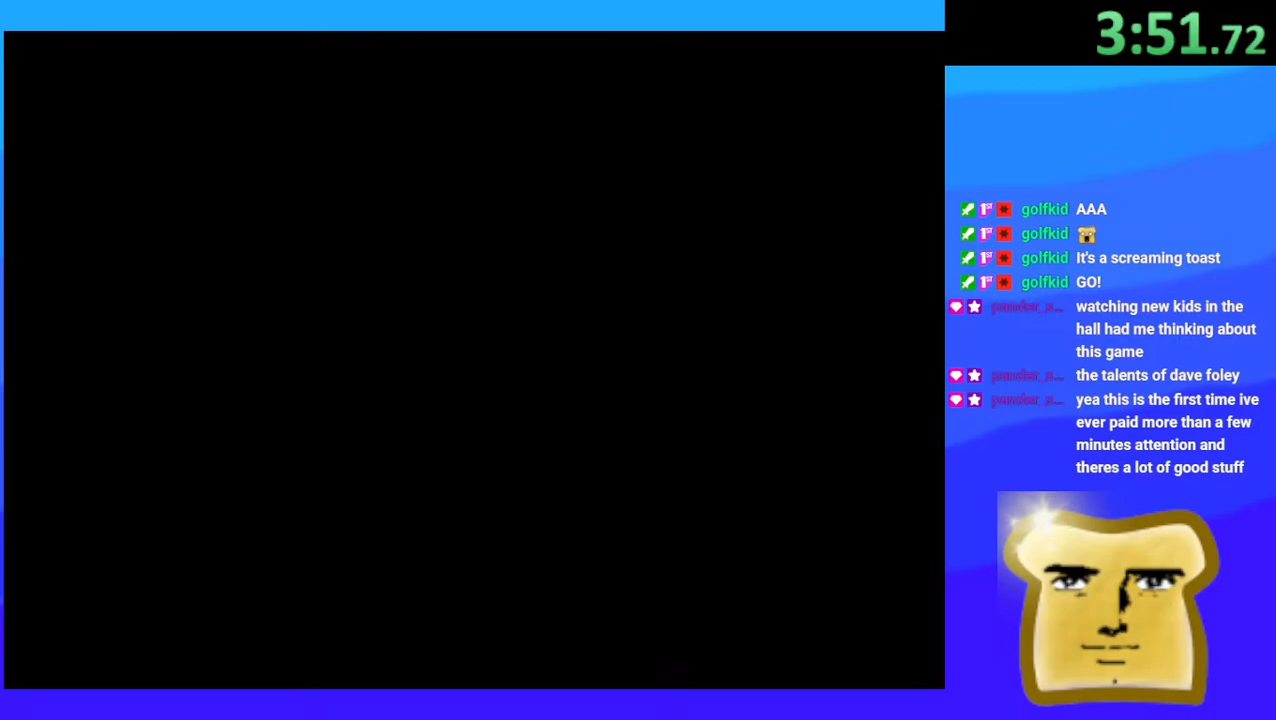 3:51.72
golfkid AAA
golfkid
golfkid It's a screaming toast
golfkid GO!
watching new kids in the
hall had me thinking about
this game
the talents of dave foley
yea this is the first time ive
ever paid more than a few
minutes attention and
theres a lot of good stuff